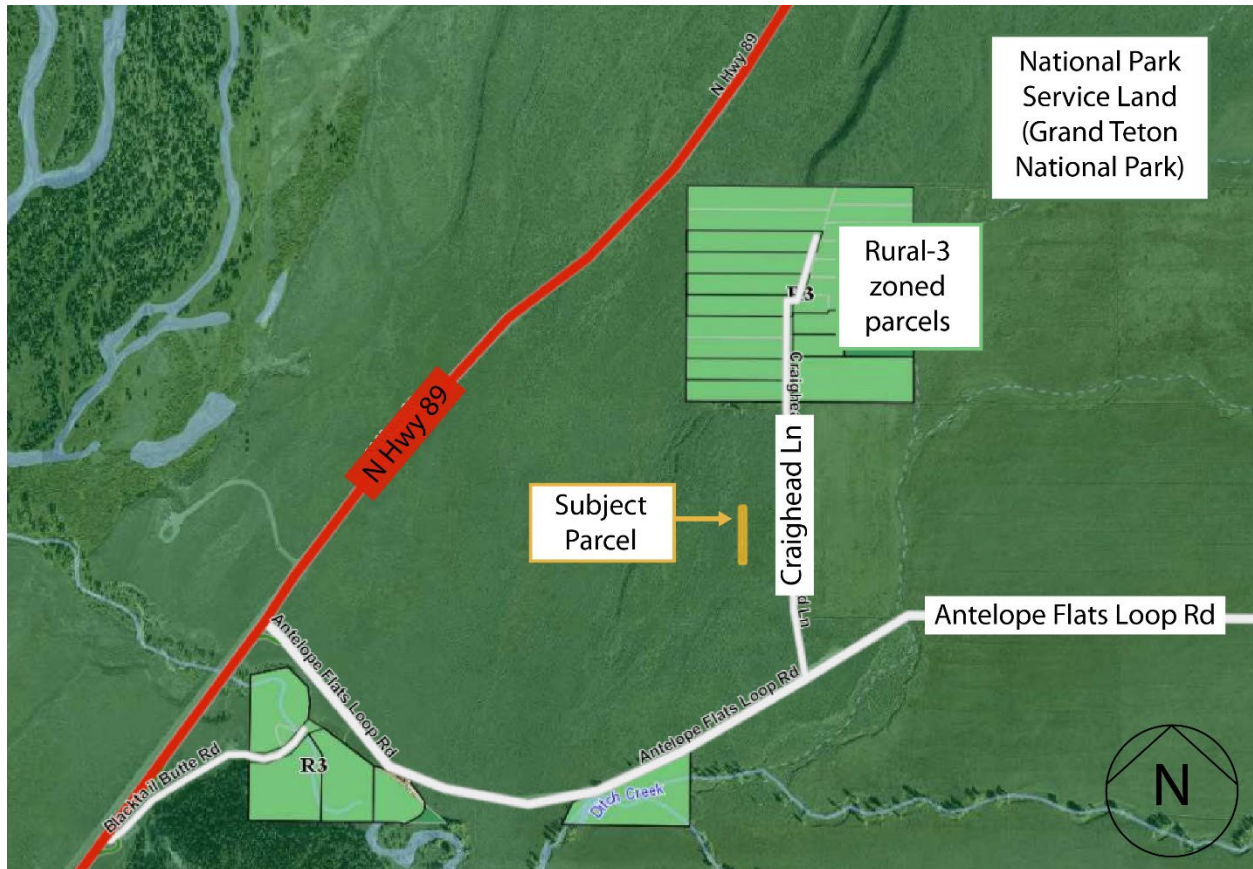 N Hwy 89
National Park
Service Land
(Grand Teton
National Park)
Rural-3
zoned
parcels
R3
N Hwy 89
Craighead Ln
Craighead Ln
Subject
Parcel
Antelope Flats Loop Rd
Antelope Flats Loop Rd
Antelope Flats Loop Rd
Blacktail Butte Rd
R3
Ditch Creek
N